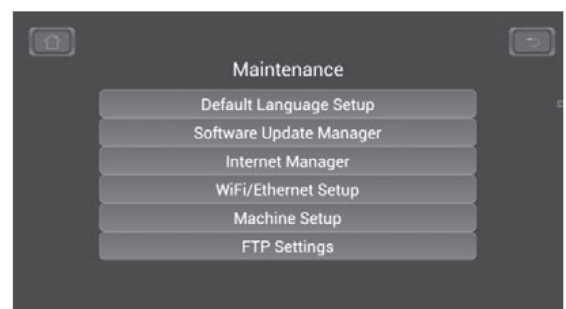 Maintenance
Default Language Setup
Software Update Manager
Internet Manager
WiFi/Ethernet Setup
Machine Setup
FTP Settings